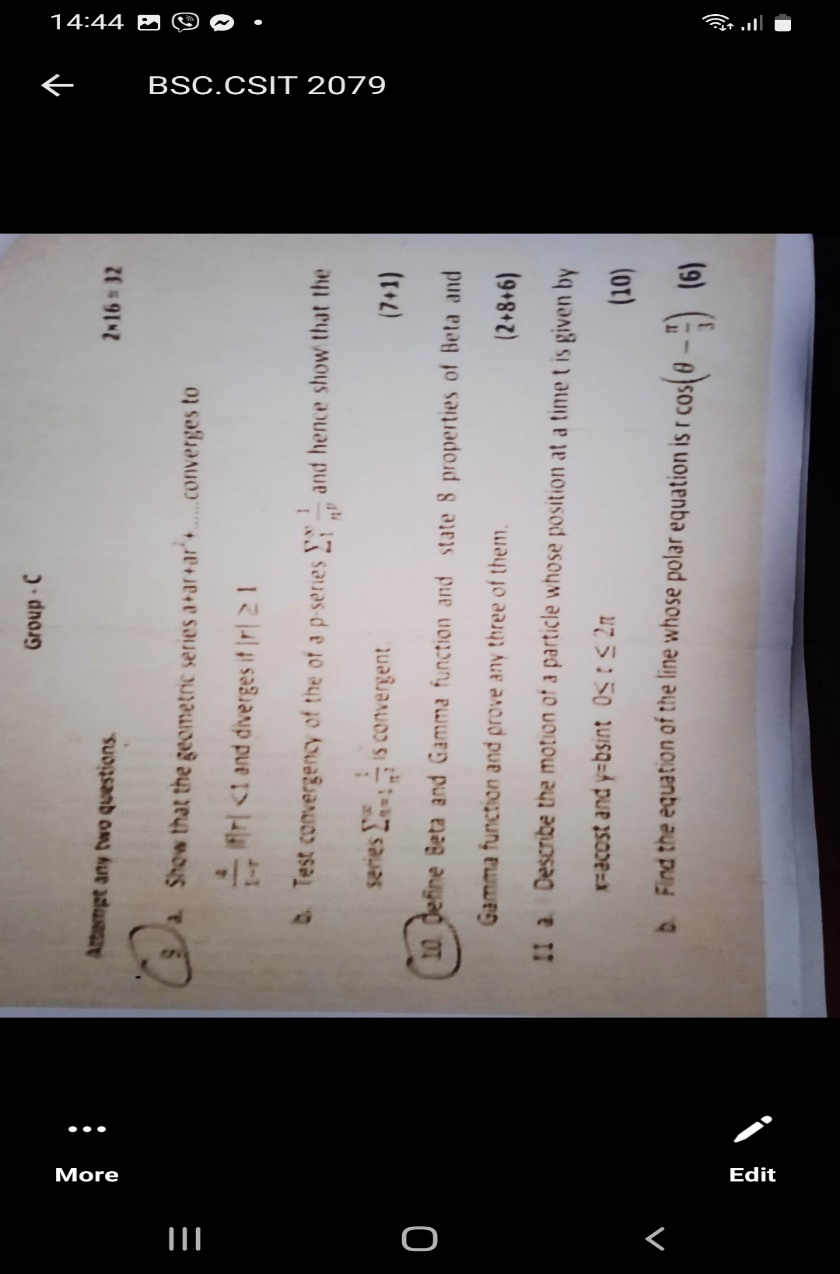 14:44
BSC.CSIT 2079
Group - C
Attempt any two questions. 2×16 = 32
9 a. Show that the geometric series a+ar+ar²+......converges to
a/1-r if|r| <1 and diverges if |r| ≥ 1
b. Test convergency of the of a p-series ∑₁^∞ 1/nᵖ and hence show that the
series ∑ₙ₌₁^∞ is convergent. (7+1)
10. Define Beta and Gamma function and state 8 properties of Beta and
Gamma function and prove any three of them. (2+8+6)
11 a. Describe the motion of a particle whose position at a time t is given by
x=acost and y=bsint 0≤ t ≤ 2π (10)
b. Find the equation of the line whose polar equation is r cos(θ − π/3) (6)
More
Edit